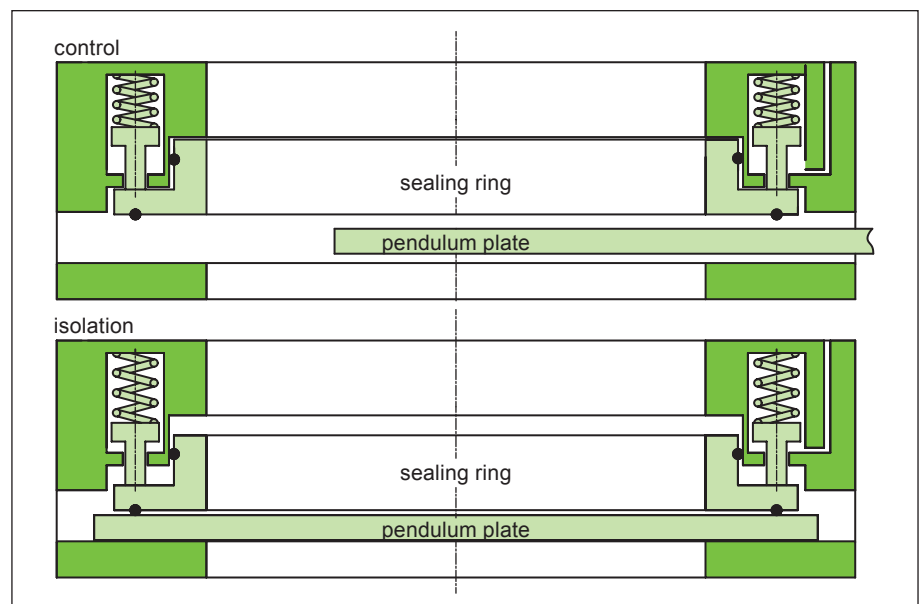 control
sealing ring
pendulum plate
isolation
sealing ring
pendulum plate